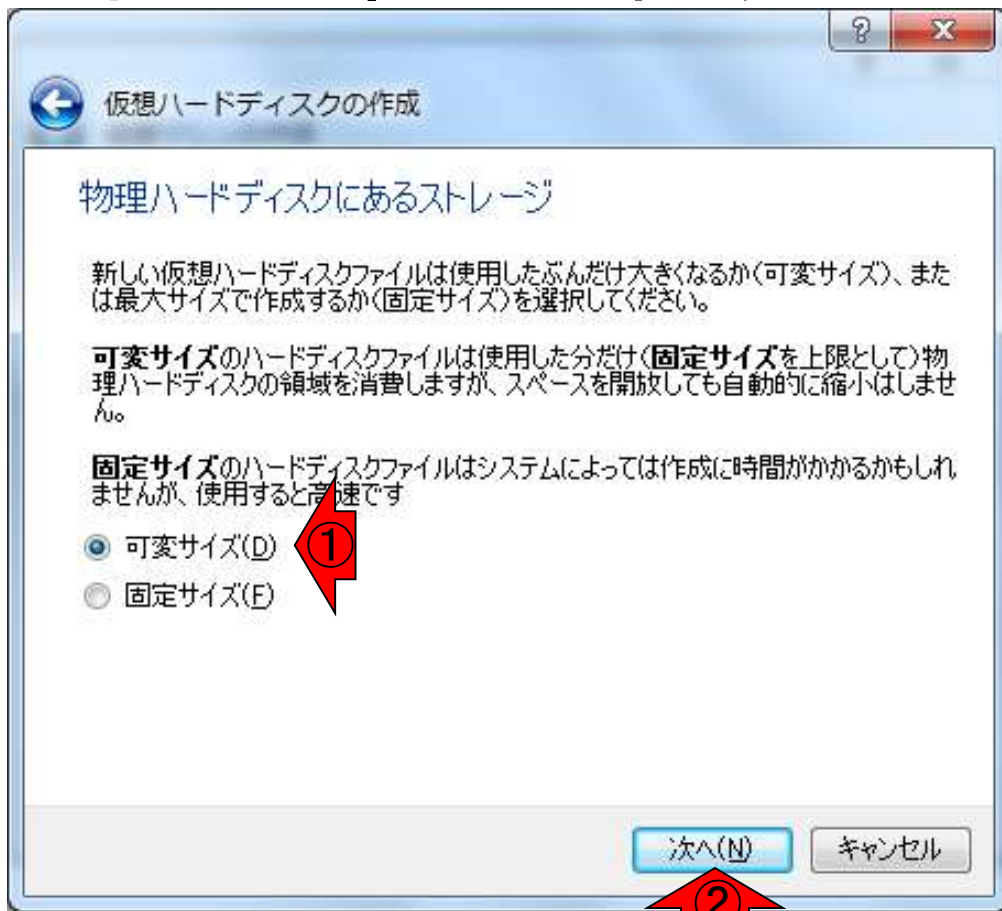 仮想ハードディスクの作成
物理ハードディスクにあるストレージ
新しい仮想ハードディスクファイルは使用したぶんだけ大きくなるか(可変サイズ)、また
は最大サイズで作成するか(固定サイズ)を選択してください。
可変サイズのハードディスクファイルは使用した分だけ(固定サイズを上限として)物
理ハードディスクの領域を消費しますが、スペースを開放しても自動的に縮小はしませ
ん。
固定サイズのハードディスクファイルはシステムによっては作成に時間がかかるかもしれ
ませんが、使用すると高速です
可変サイズ(D) ①
固定サイズ(F)
次へ(N) キャンセル
②